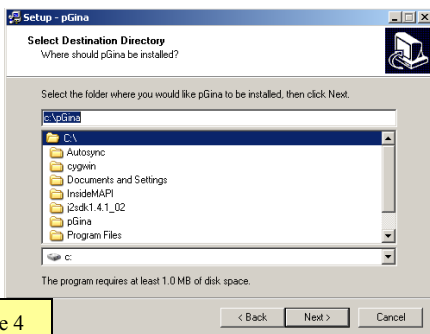 Setup - pGina
Select Destination Directory
Where should pGina be installed?
Select the folder where you would like pGina to be installed, then click Next.
c:\pGina
C:\
Autosync
cygwin
Documents and Settings
InsideMAPI
j2sdk1.4.1_02
pGina
Program Files
c:
The program requires at least 1.0 MB of disk space.
< Back Next > Cancel
e 4